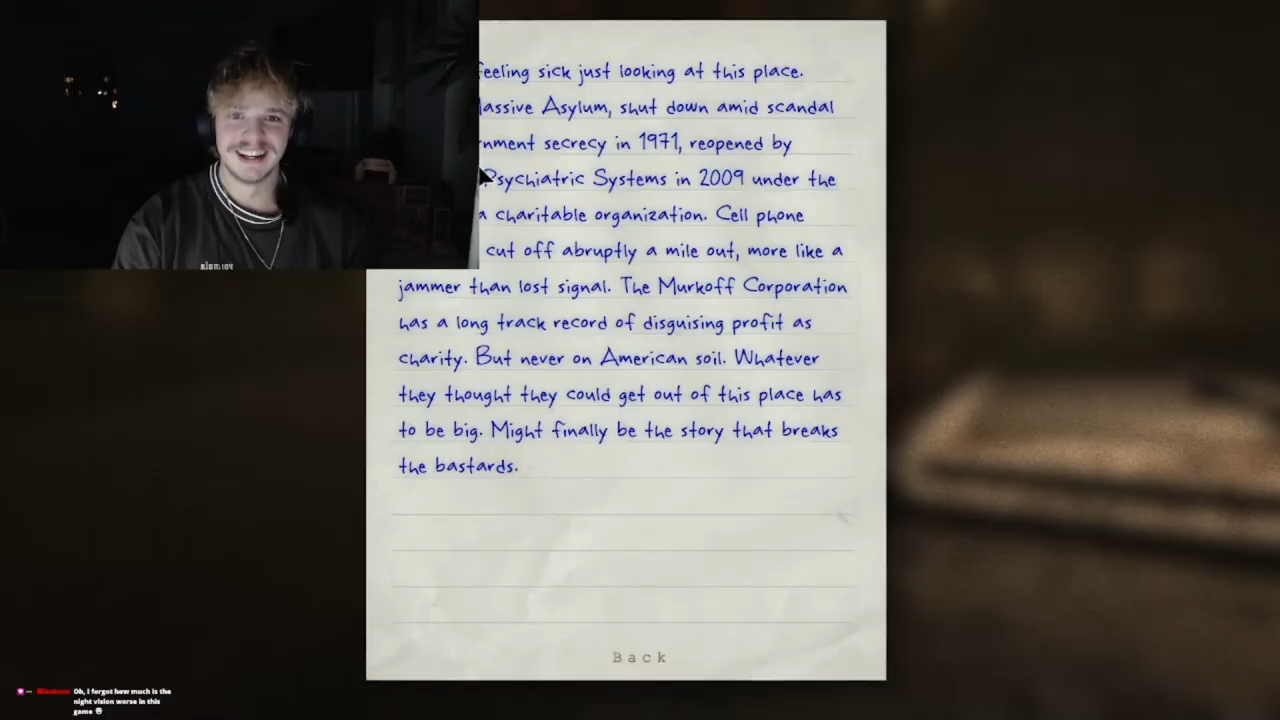 feeling sick just looking at this place.
assive Asylum, shut down amid scandal
nment secrecy in 1971, reopened by
Psychiatric Systems in 2009 under the
a charitable organization. Cell phone
cut off abruptly a mile out, more like a
jammer than lost signal. The Murkoff Corporation
has a long track record of disguising profit as
charity. But never on American soil. Whatever
they thought they could get out of this place has
to be big. Might finally be the story that breaks
the bastards.
Back
Oh, I forgot how much is the
night vision worse in this
game